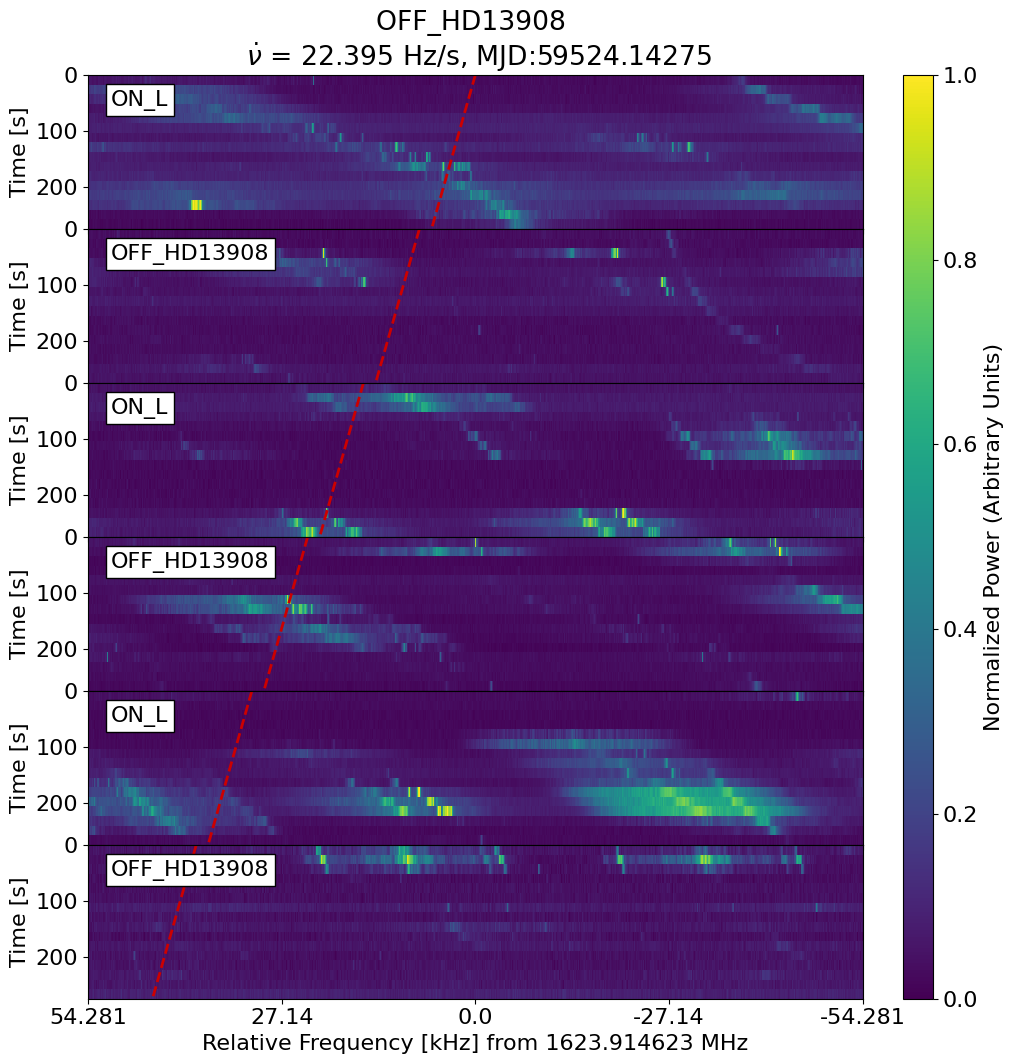 OFF_HD13908
ν̇ = 22.395 Hz/s, MJD:59524.14275
0
100
200
Time [s]
ON_L
0
100
200
Time [s]
OFF_HD13908
0
100
200
Time [s]
ON_L
0
100
200
Time [s]
OFF_HD13908
0
100
200
Time [s]
ON_L
0
100
200
Time [s]
OFF_HD13908
54.281 27.14 0.0 -27.14 -54.281
Relative Frequency [kHz] from 1623.914623 MHz
1.0
0.8
0.6
0.4
0.2
0.0
Normalized Power (Arbitrary Units)